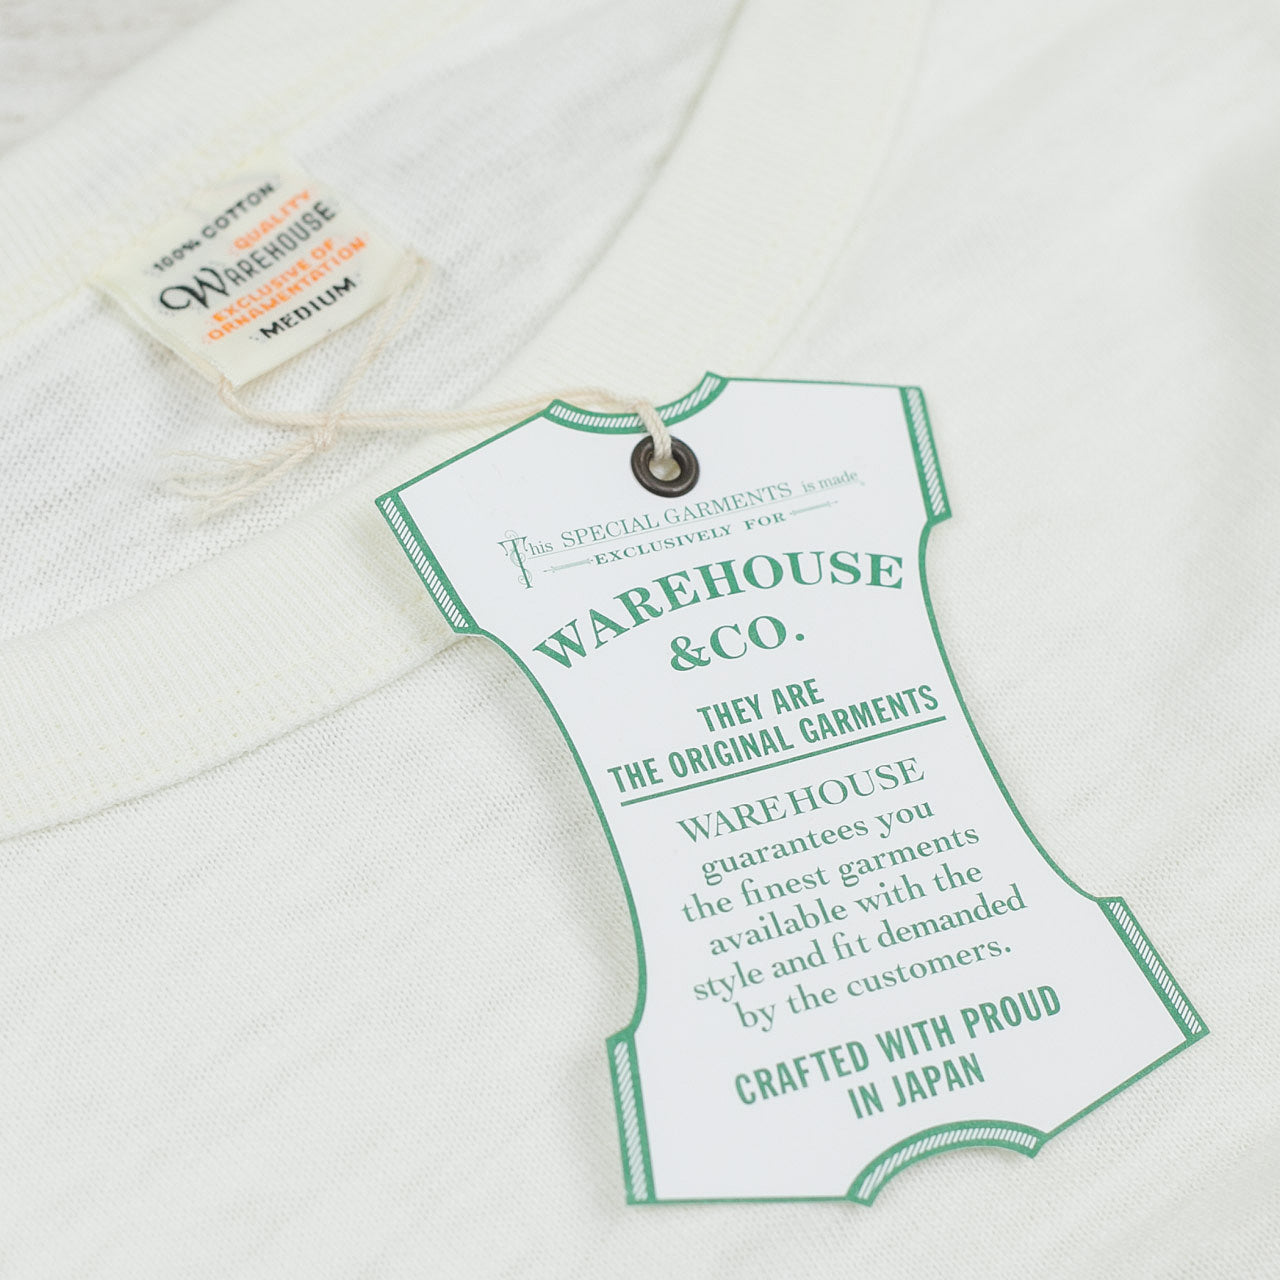 100% COTTON
QUALITY
WAREHOUSE
EXCLUSIVE OF
ORNAMENTATION
MEDIUM
This SPECIAL GARMENTS is made
EXCLUSIVELY FOR
WAREHOUSE
&CO.
THEY ARE
THE ORIGINAL GARMENTS
WAREHOUSE
guarantees you
the finest garments
available with the
style and fit demanded
by the customers.
CRAFTED WITH PROUD
IN JAPAN